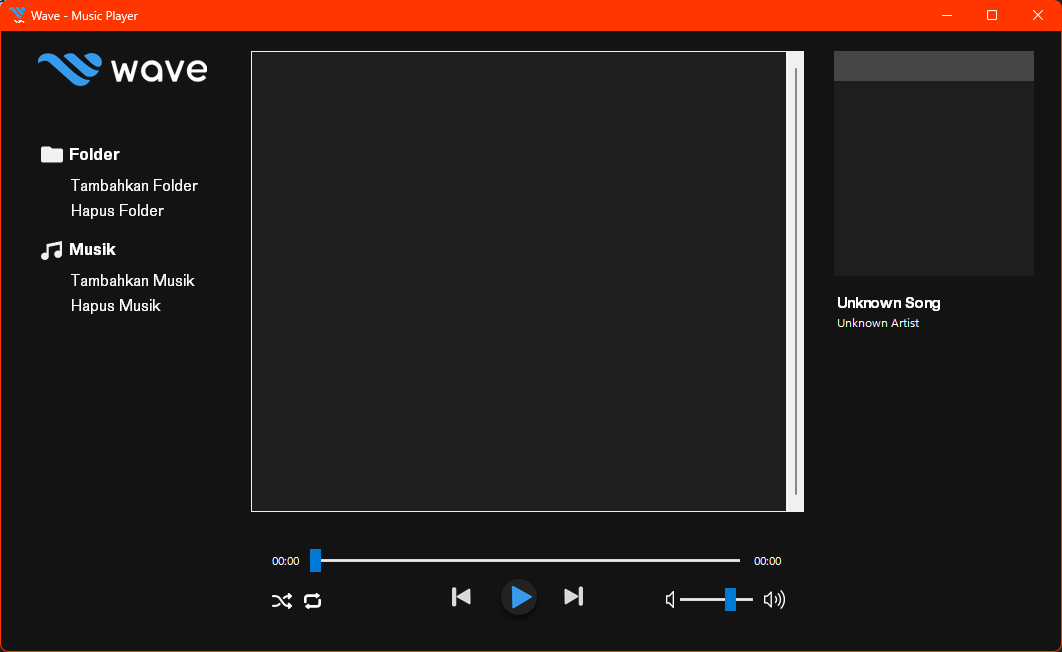 Wave - Music Player
wave
Folder
Tambahkan Folder
Hapus Folder
Musik
Tambahkan Musik
Hapus Musik
Unknown Song
Unknown Artist
00:00
00:00